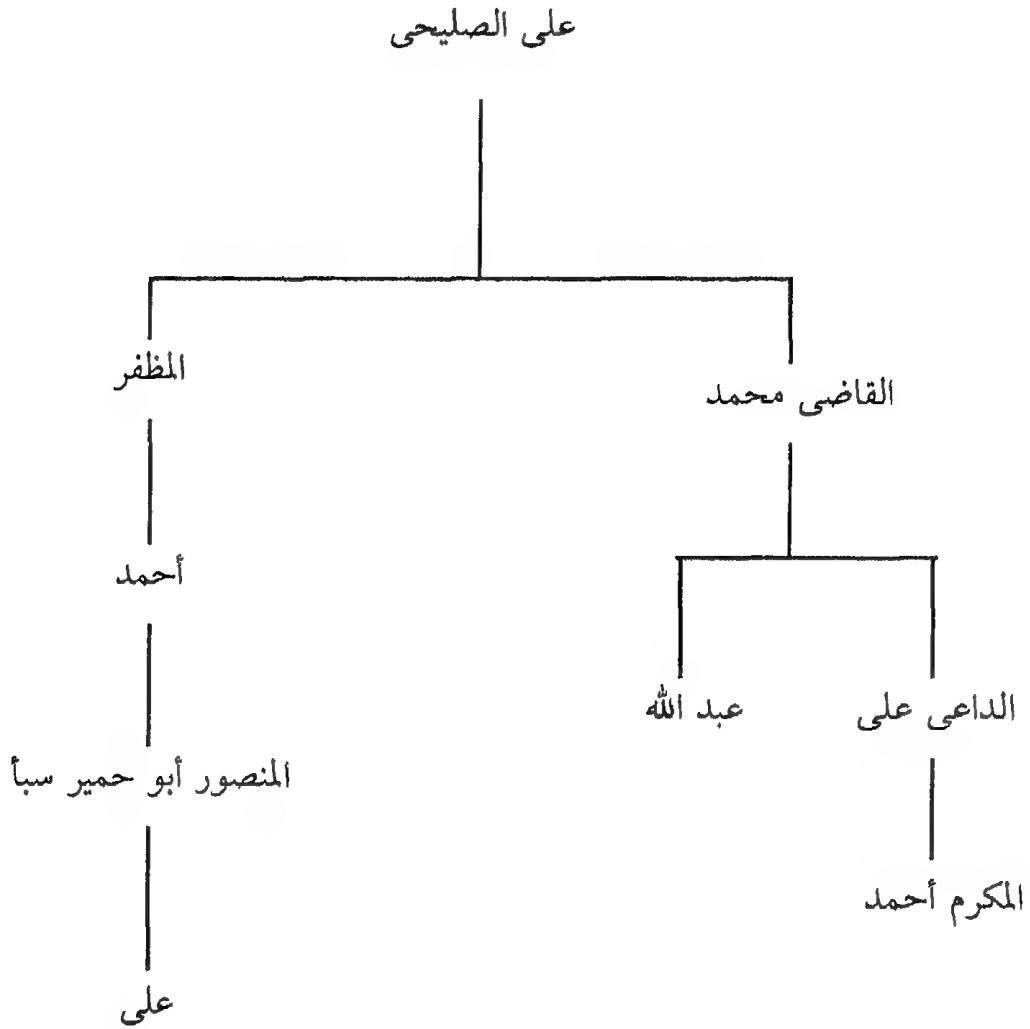 على الصليحى
المظفر
القاضى محمد
أحمد
الداعى على
عبد الله
المنصور أبو حمير سبأ
المكرم أحمد
على